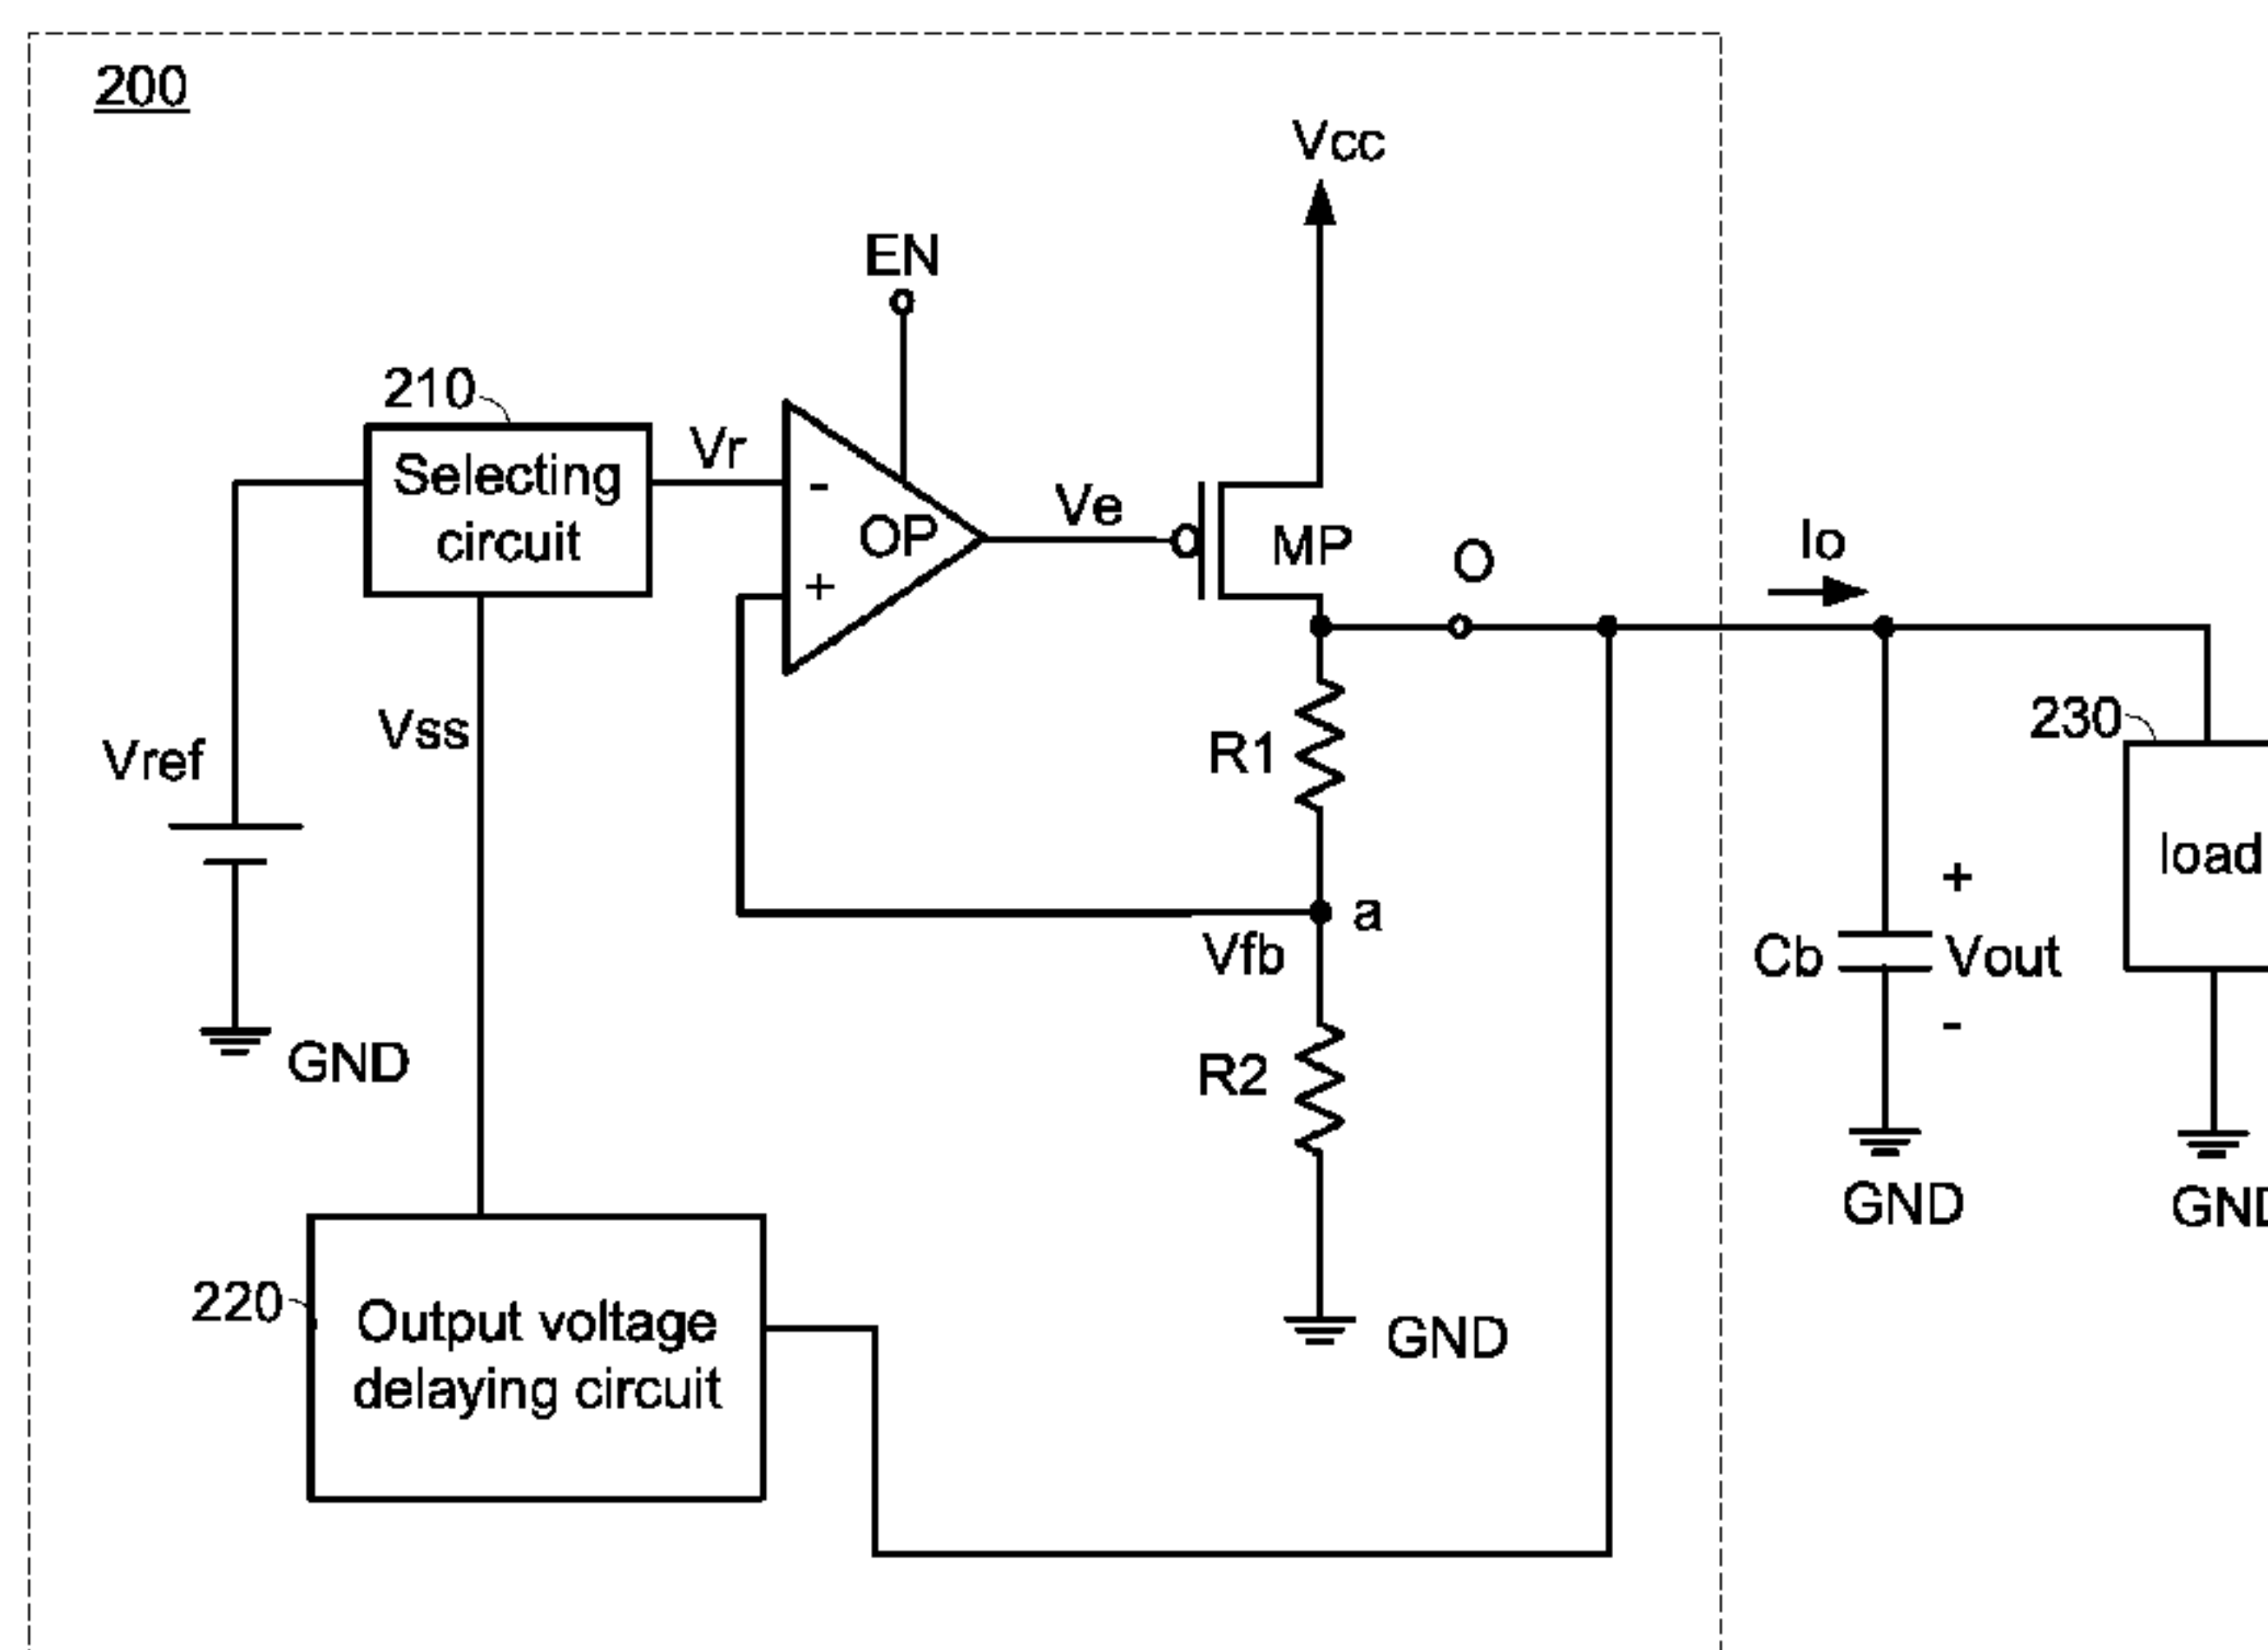 200
Vcc
EN
210
Selecting
circuit
Vr
-
+
OP
Ve
MP
O
Io
Vref
Vss
R1
230
load
a
Vfb
+
Cb
Vout
-
GND
R2
GND
GND
220
Output voltage
delaying circuit
GND